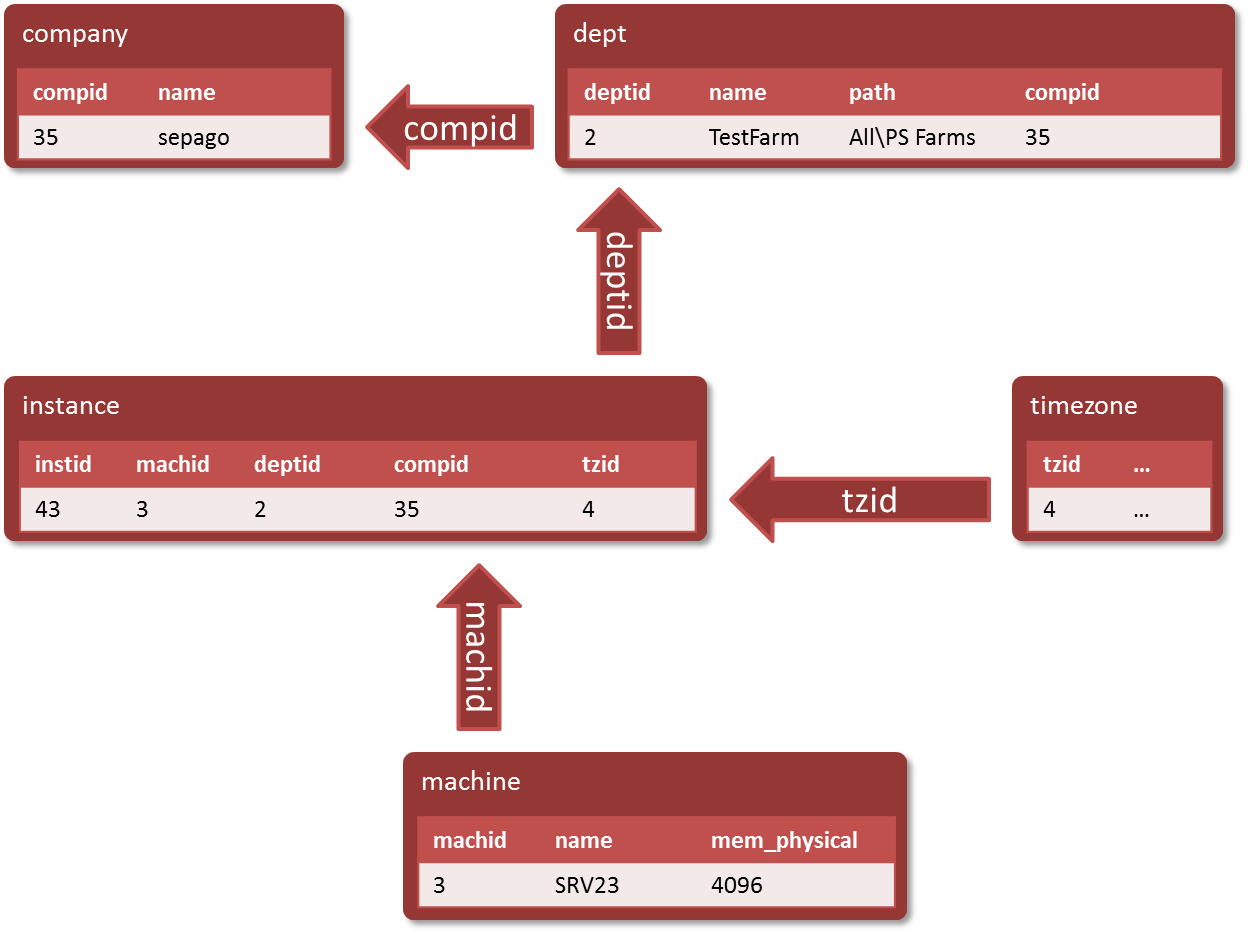 company
compid name
35 sepago
compid
dept
deptid name path compid
2 TestFarm All\PS Farms 35
deptid
instance
instid machid deptid compid tzid
43 3 2 35 4
tzid
timezone
tzid ...
4 ...
machid
machine
machid name mem_physical
3 SRV23 4096